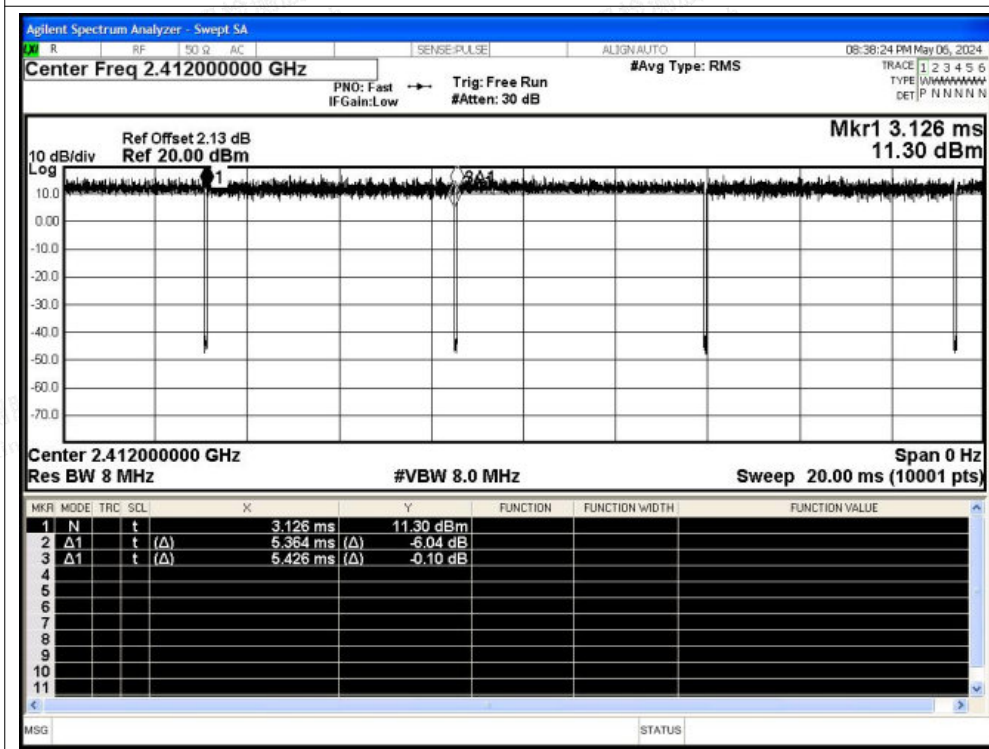 Agilent Spectrum Analyzer - Swept SA
LXI R RF 50 Ω AC SENSE:PULSE ALIGN AUTO 08:38:24 PM May 06, 2024
Center Freq 2.412000000 GHz
PNO: Fast
IFGain:Low
Trig: Free Run
#Atten: 30 dB
#Avg Type: RMS
TRACE 1 2 3 4 5 6
TYPE WWWWWW
DET P N N N N N
Mkr1 3.126 ms
11.30 dBm
Ref Offset 2.13 dB
10 dB/div Ref 20.00 dBm
Log
10.0
0.00
-10.0
-20.0
-30.0
-40.0
-50.0
-60.0
-70.0
1
3Δ1
Center 2.412000000 GHz Span 0 Hz
Res BW 8 MHz #VBW 8.0 MHz Sweep 20.00 ms (10001 pts)
MKR MODE TRC SCL X Y FUNCTION FUNCTION WIDTH FUNCTION VALUE
1 N t 3.126 ms 11.30 dBm
2 Δ1 t (Δ) 5.364 ms (Δ) -6.04 dB
3 Δ1 t (Δ) 5.426 ms (Δ) -0.10 dB
4
5
6
7
8
9
10
11
MSG STATUS